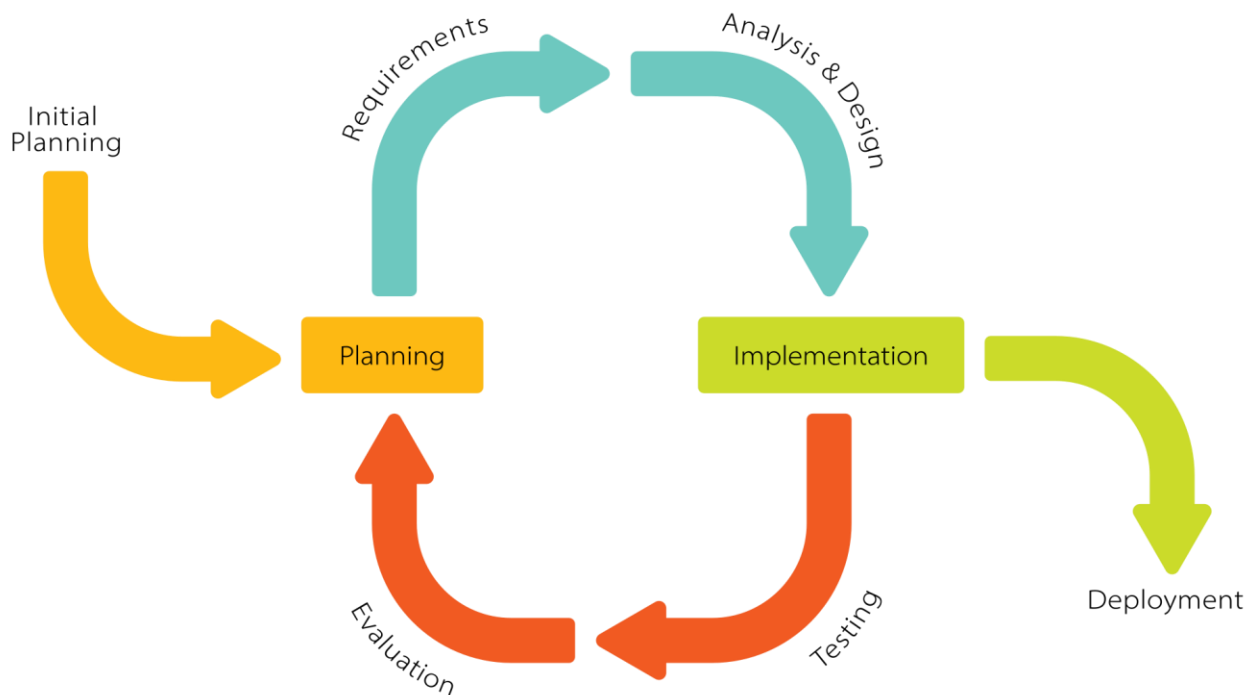 Initial
Planning
Requirements
Analysis & Design
Planning
Implementation
Evaluation
Testing
Deployment